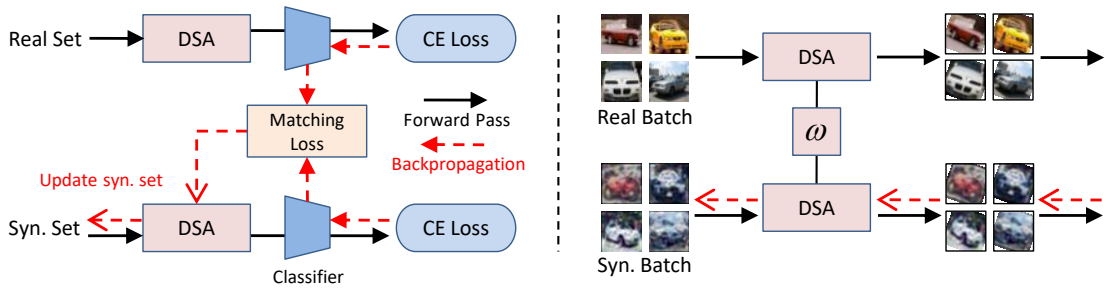 Real Set
DSA
CE Loss
Matching
Loss
Forward Pass
Backpropagation
Update syn. set
Syn. Set
DSA
CE Loss
Classifier
DSA
Real Batch
ω
DSA
Syn. Batch